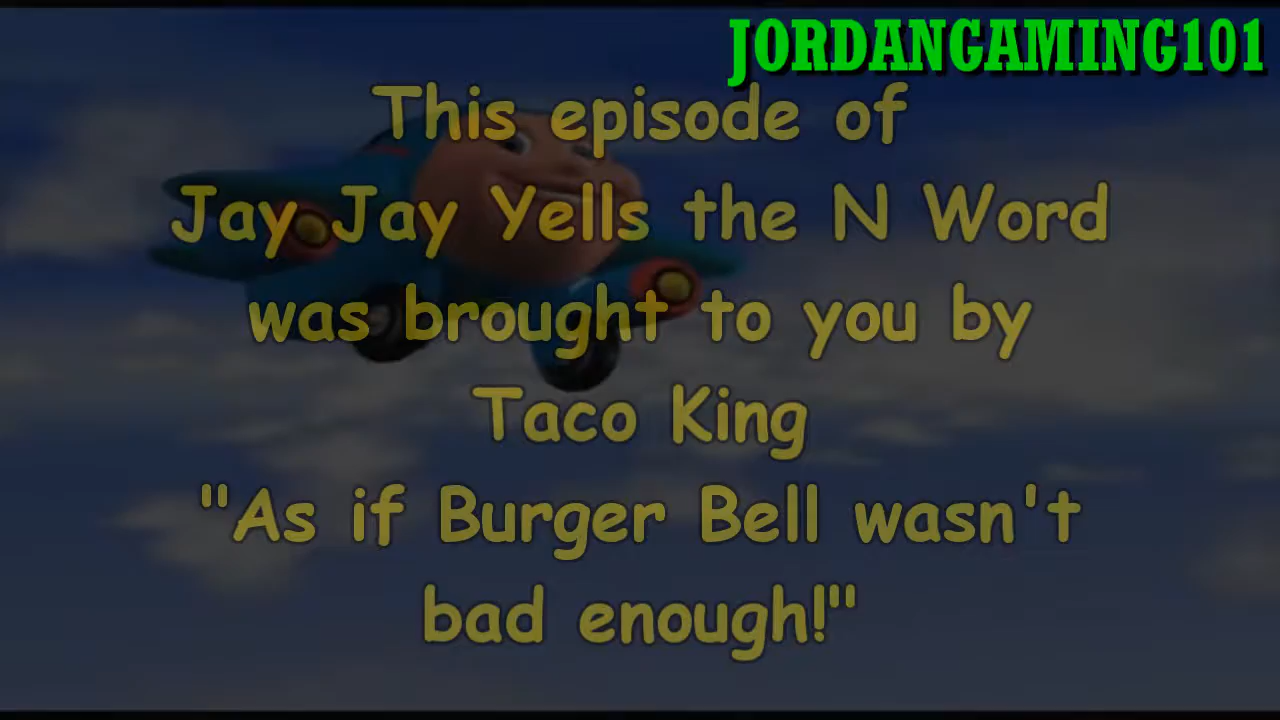 JORDANGAMING101
This episode of
Jay Jay Yells the N Word
was brought to you by
Taco King
"As if Burger Bell wasn't
bad enough!"